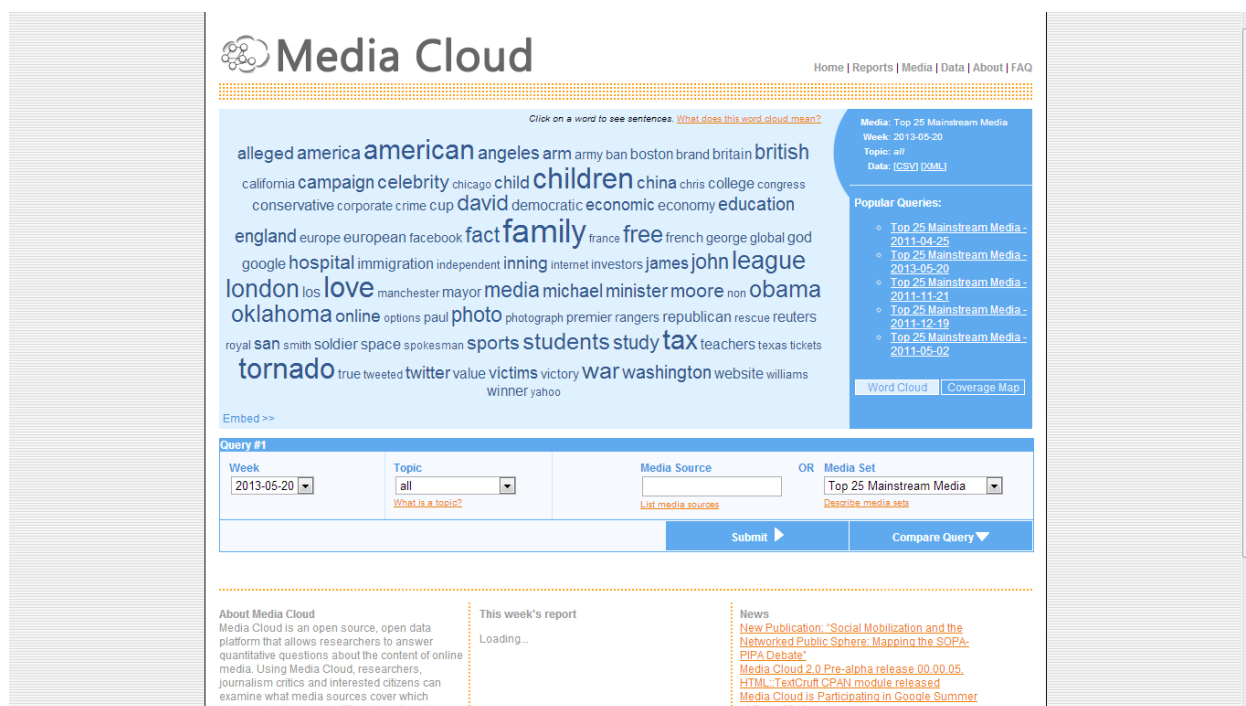 Media Cloud
Home | Reports | Media | Data | About | FAQ
Click on a word to see sentences. What does this word cloud mean?
alleged america american angeles arm army ban boston brand britain british
california campaign celebrity chicago child children china chris college congress
conservative corporate crime cup david democratic economic economy education
england europe european facebook fact family france free french george global god
google hospital immigration independent inning internet investors james john league
london los love manchester mayor media michael minister moore non obama
oklahoma online options paul photo photograph premier rangers republican rescue reuters
royal san smith soldier space spokesman sports students study tax teachers texas tickets
tornado true tweeted twitter value victims victory war washington website williams
winner yahoo
Embed >>
Media: Top 25 Mainstream Media
Week: 2013-05-20
Topic: all
Data: [CSV] [XML]
Popular Queries:
Top 25 Mainstream Media -
2011-04-25
Top 25 Mainstream Media -
2013-05-20
Top 25 Mainstream Media -
2011-11-21
Top 25 Mainstream Media -
2011-12-19
Top 25 Mainstream Media -
2011-05-02
Word Cloud Coverage Map
Query #1
Week Topic Media Source OR Media Set
2013-05-20 all Top 25 Mainstream Media
What is a topic? List media sources Describe media sets
Submit Compare Query
About Media Cloud
Media Cloud is an open source, open data
platform that allows researchers to answer
quantitative questions about the content of online
media. Using Media Cloud, researchers,
journalism critics and interested citizens can
examine what media sources cover which
This week's report
Loading...
News
New Publication: "Social Mobilization and the
Networked Public Sphere: Mapping the SOPA-
PIPA Debate"
Media Cloud 2.0 Pre-alpha release 00.00.05.
HTML::TextCruft CPAN module released
Media Cloud is Participating in Google Summer